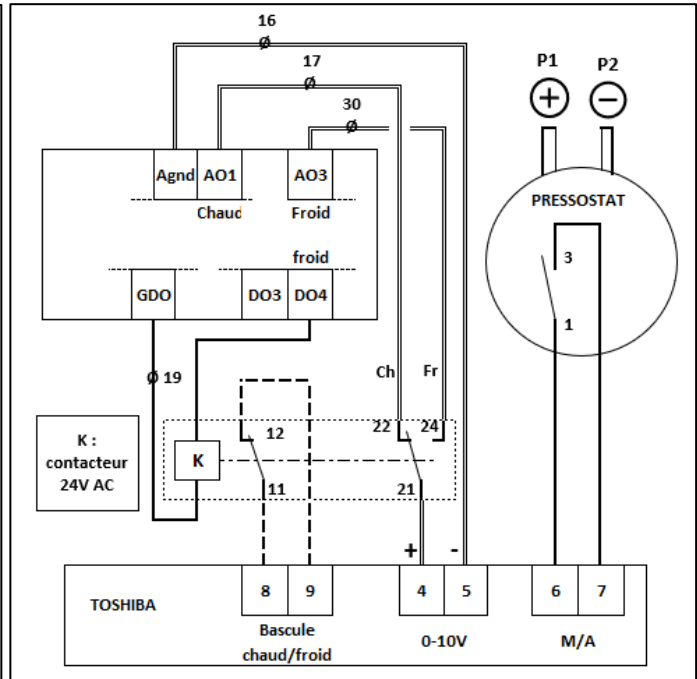 16
Ø
17
Ø
30
Ø
P1
P2
+
−
Agnd
AO1
AO3
Chaud
Froid
PRESSOSTAT
froid
GDO
DO3
DO4
3
1
Ø 19
Ch
Fr
K :
contacteur
24V AC
K
12
11
22
24
21
+
-
TOSHIBA
8
9
4
5
6
7
Bascule
chaud/froid
0-10V
M/A